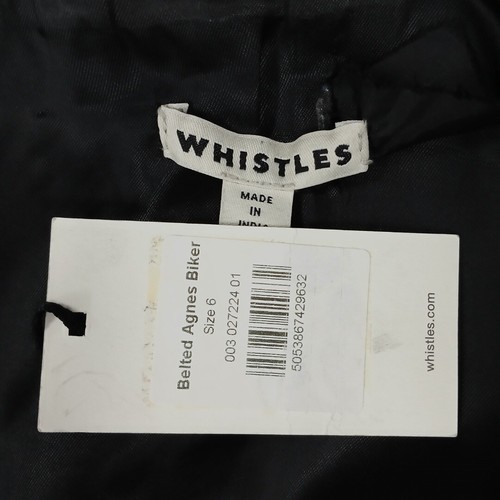 WHISTLES
MADE
IN
Belted Agnes Biker
Size 6
003 027224 01
5053867429632
whistles.com